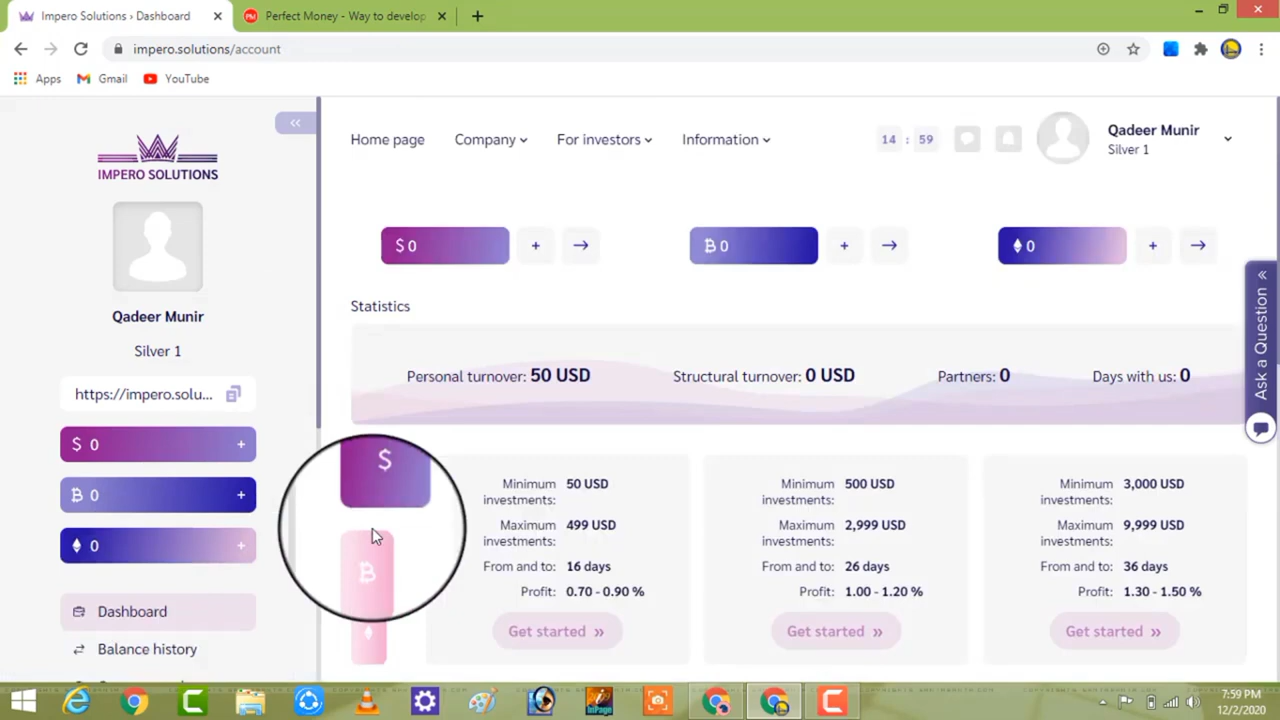 Impero Solutions › Dashboard
Perfect Money - Way to develop
impero.solutions/account
Apps
Gmail
YouTube
IMPERO SOLUTIONS
Home page
Company
For investors
Information
14 : 59
Qadeer Munir
Silver 1
$ 0 +
₿ 0 +
0 +
Qadeer Munir
Silver 1
https://impero.solu...
$ 0 +
₿ 0 +
0 +
Dashboard
Balance history
Statistics
Personal turnover: 50 USD
Structural turnover: 0 USD
Partners: 0
Days with us: 0
$
₿
Minimum investments: 50 USD
Maximum investments: 499 USD
From and to: 16 days
Profit: 0.70 - 0.90 %
Get started »
Minimum investments: 500 USD
Maximum investments: 2,999 USD
From and to: 26 days
Profit: 1.00 - 1.20 %
Get started »
Minimum investments: 3,000 USD
Maximum investments: 9,999 USD
From and to: 36 days
Profit: 1.30 - 1.50 %
Get started »
Ask a Question
InPage
7:59 PM
12/2/2020